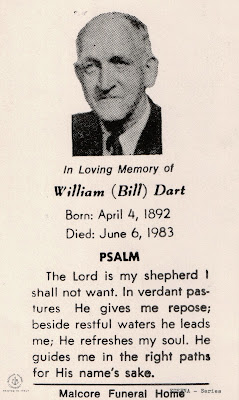 In Loving Memory of
William (Bill) Dart
Born: April 4, 1892
Died: June 6, 1983
PSALM
The Lord is my shepherd I
shall not want. In verdant pas-
tures He gives me repose;
beside restful waters he leads
me; He refreshes my soul. He
guides me in the right paths
for His name's sake.
Malcore Funeral Home - Series